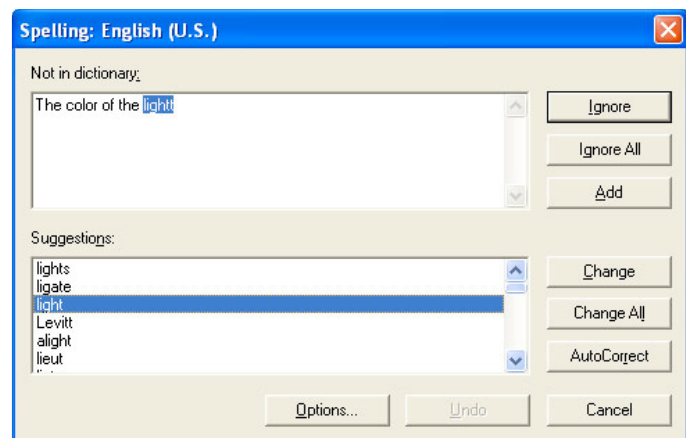 Spelling: English (U.S.)
Not in dictionary:
The color of the lightt
Ignore
Ignore All
Add
Suggestions:
lights
ligate
light
Levitt
alight
lieut
Change
Change All
AutoCorrect
Options...
Undo
Cancel